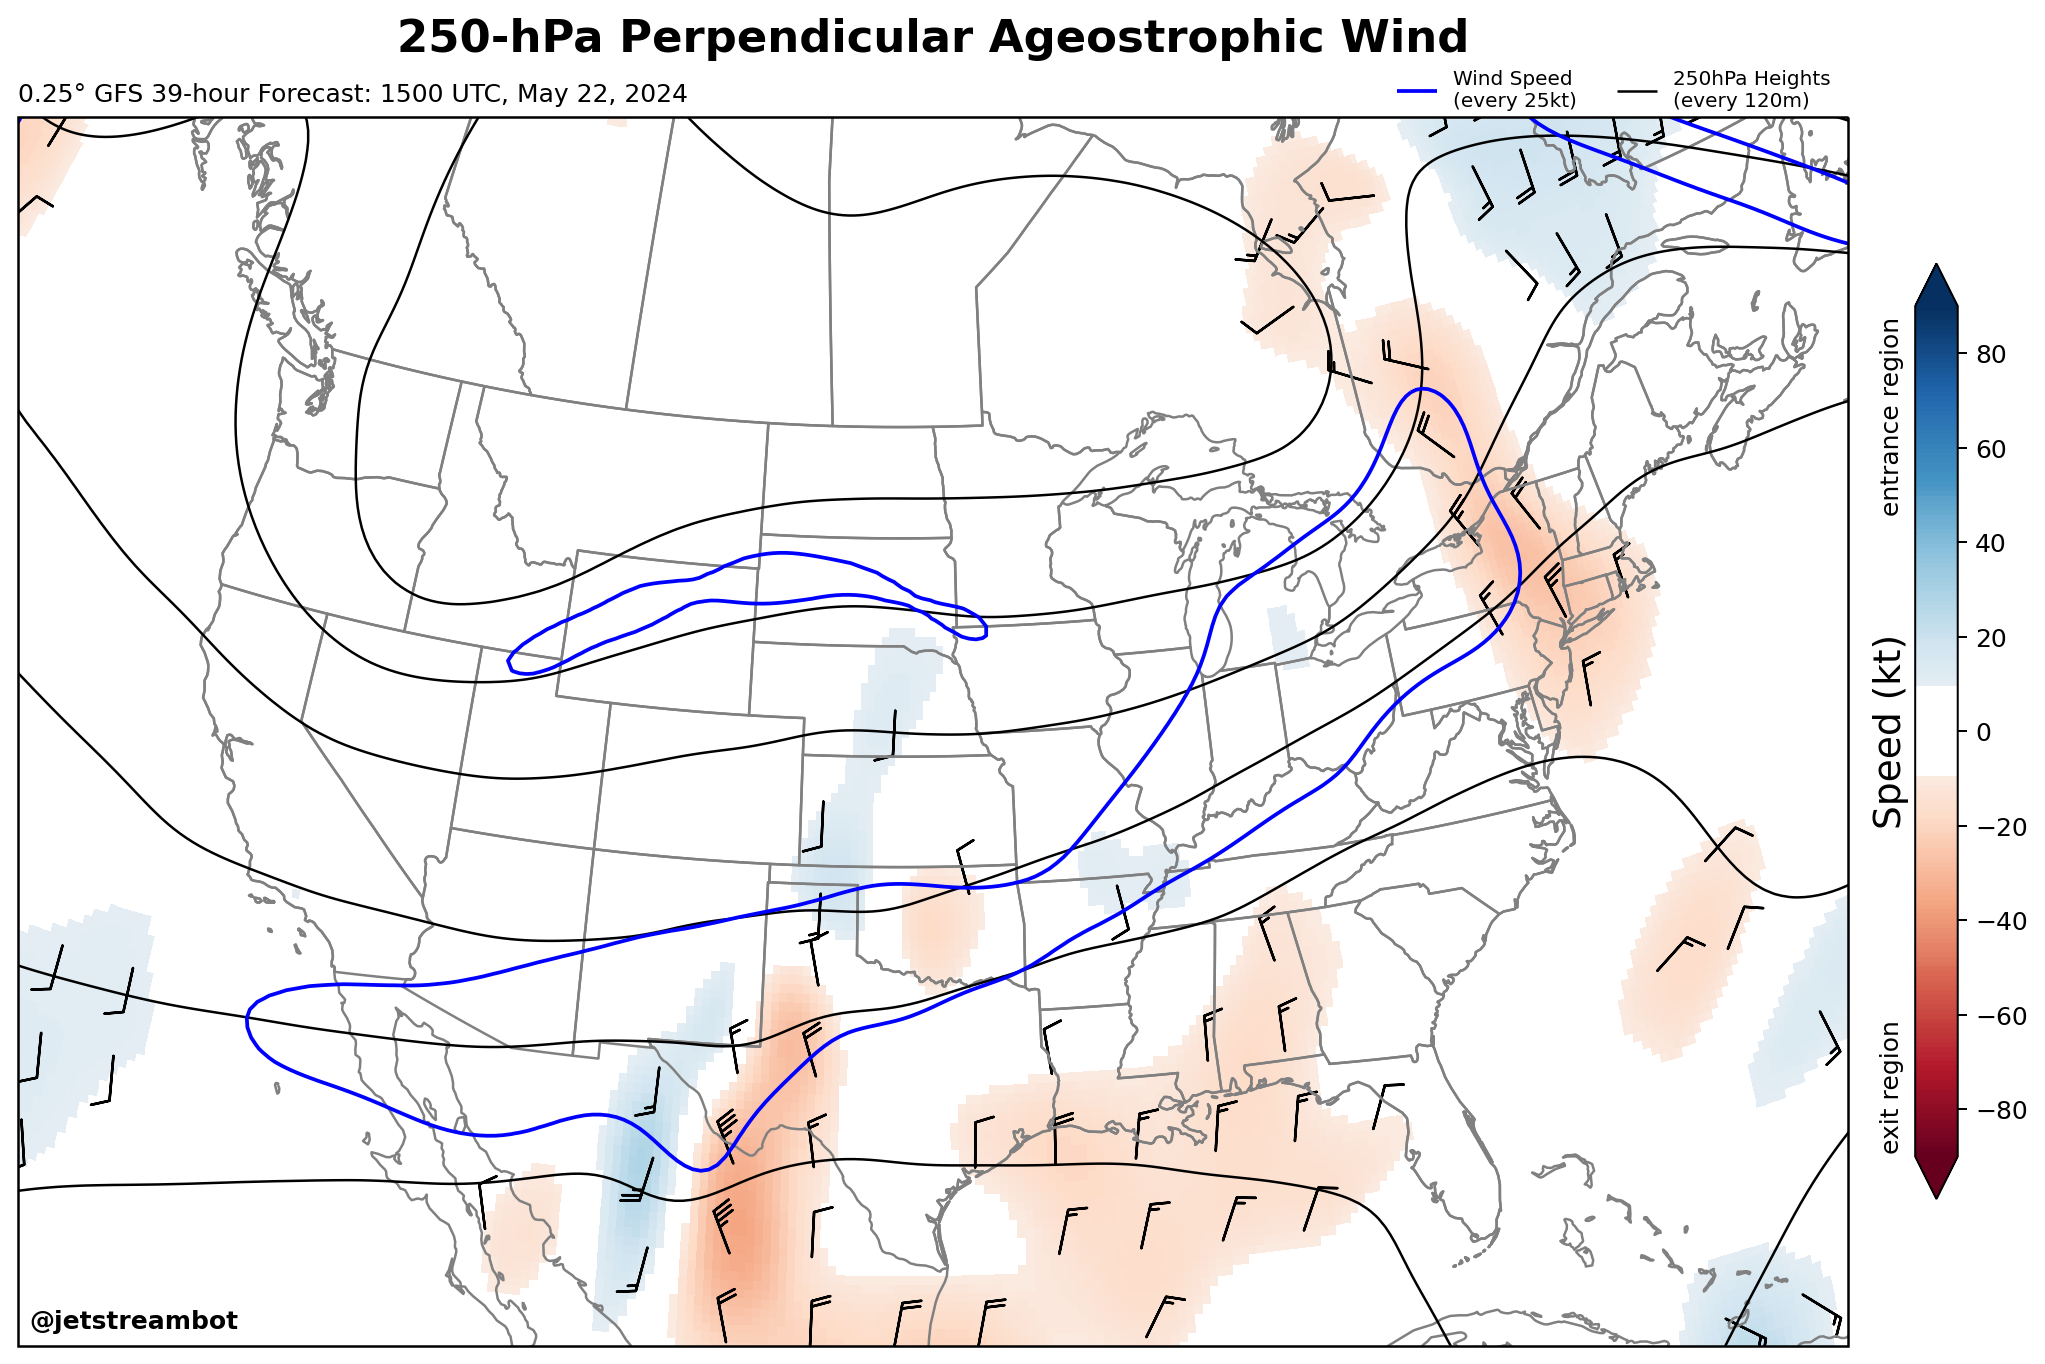 250-hPa Perpendicular Ageostrophic Wind
0.25° GFS 39-hour Forecast: 1500 UTC, May 22, 2024
Wind Speed
(every 25kt)
250hPa Heights
(every 120m)
entrance region
exit region
Speed (kt)
80
60
40
20
0
−20
−40
−60
−80
@jetstreambot